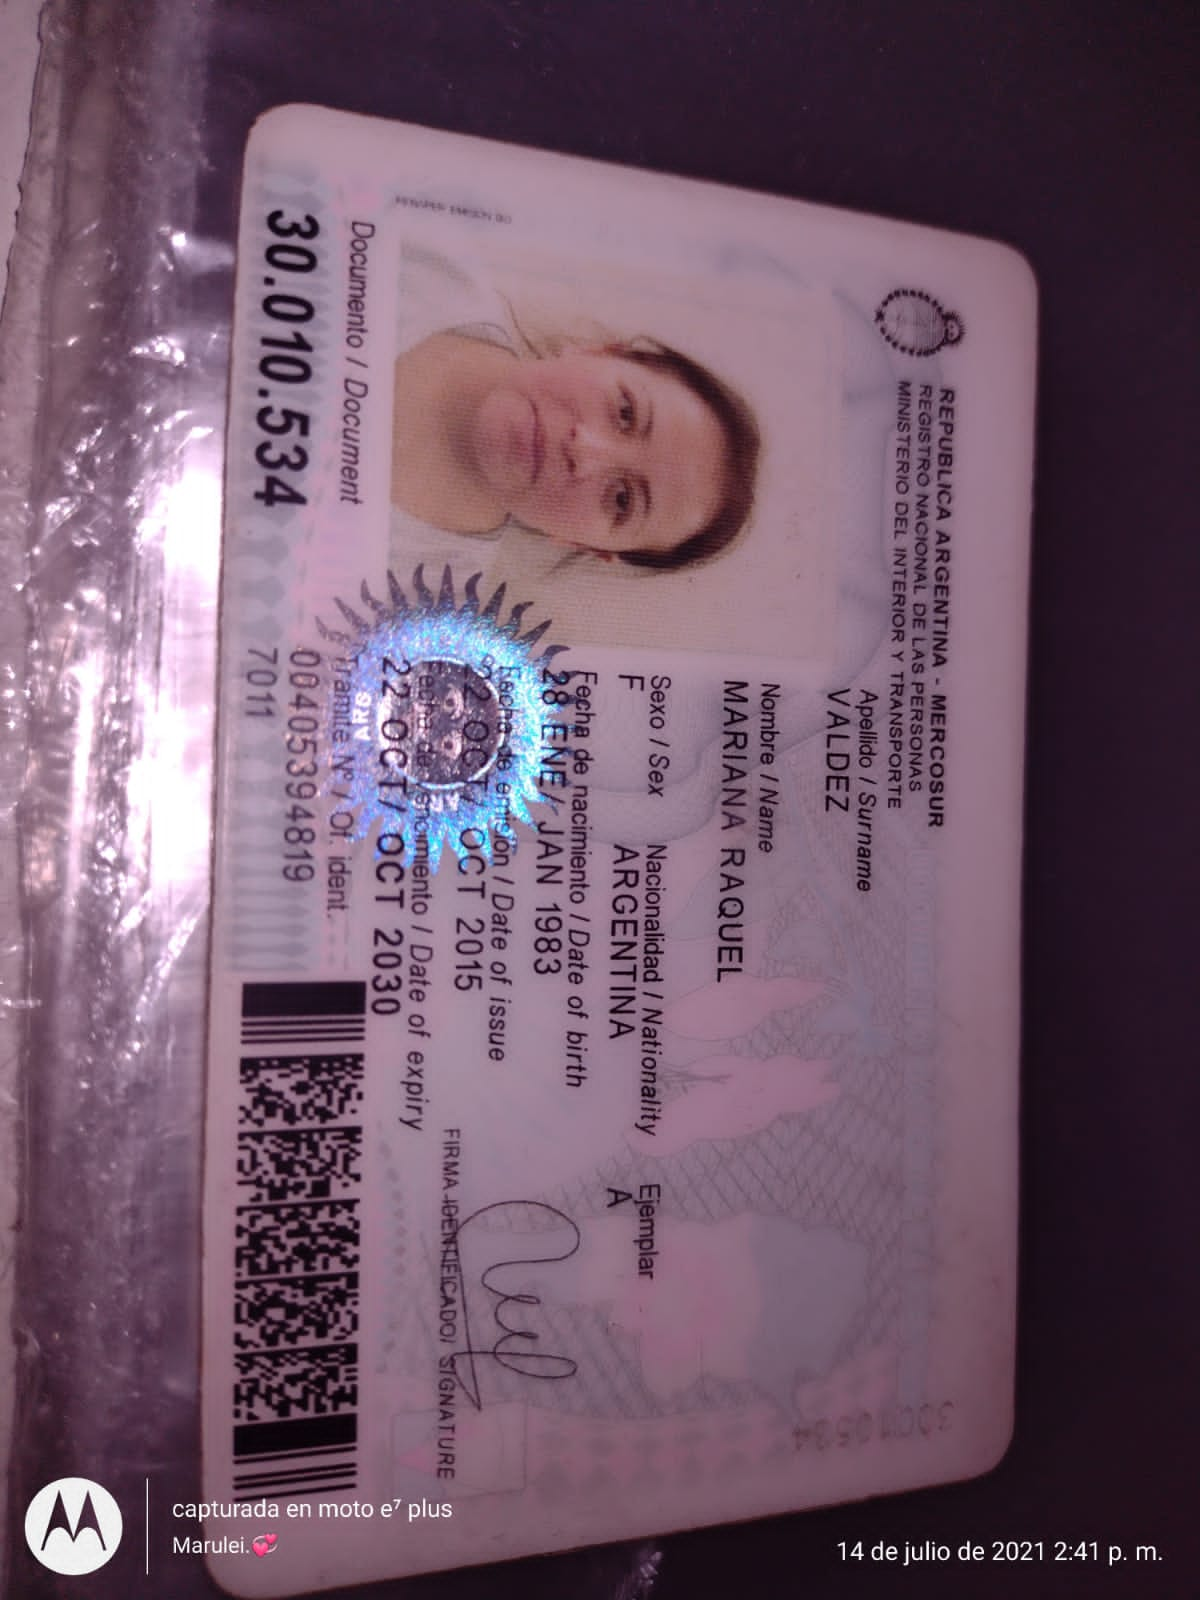 REPUBLICA ARGENTINA - MERCOSUR
REGISTRO NACIONAL DE LAS PERSONAS
MINISTERIO DEL INTERIOR Y TRANSPORTE
Apellido / Surname
VALDEZ
Nombre / Name
MARIANA RAQUEL
Sexo / Sex Nacionalidad / Nationality Ejemplar
F ARGENTINA A
Fecha de nacimiento / Date of birth
28 ENE/ JAN 1983
Fecha de emisión / Date of issue
22 OCT/ OCT 2015
Fecha de vencimiento / Date of expiry
22 OCT/ OCT 2030
FIRMA IDENTIFICADO/ SIGNATURE
Tramite Nº / Of. ident.
00405394819
7011
Documento / Document
30.010.534
ARG
30010534
capturada en moto e⁷ plus
Marulei.💞
14 de julio de 2021 2:41 p. m.